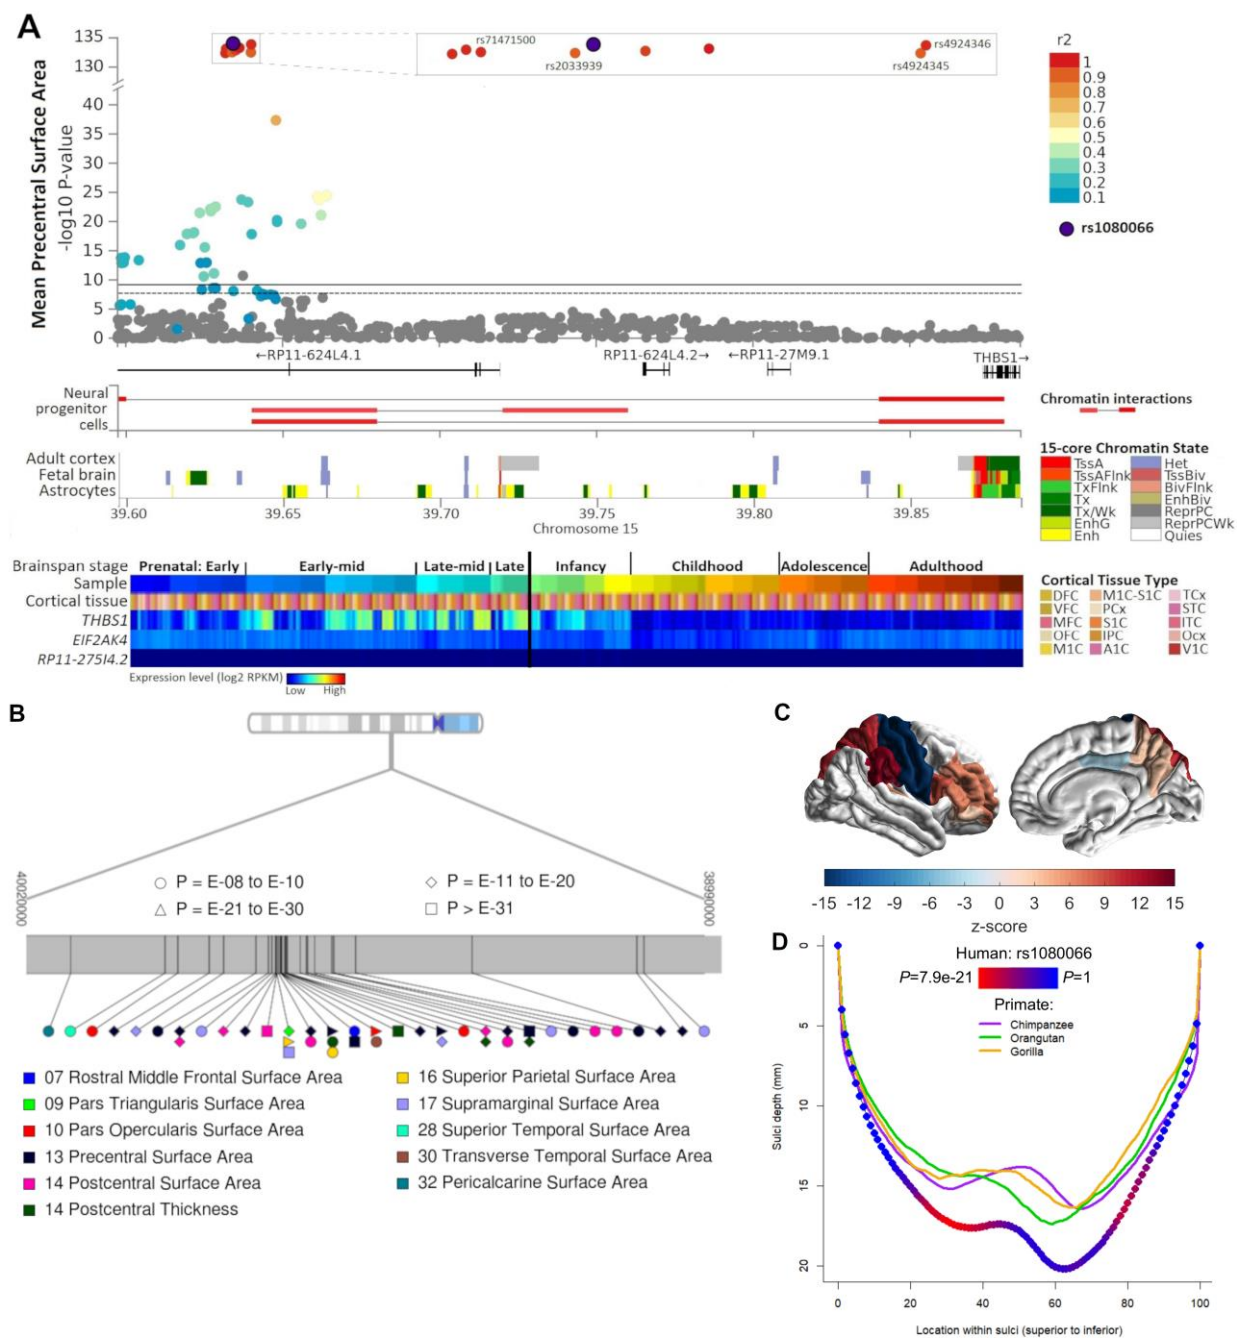 A
Mean Precentral Surface Area
-log10 P-value
135
130
40
35
30
25
20
15
10
5
0
rs71471500
rs2033939
rs4924346
rs4924345
r2
1
0.9
0.8
0.7
0.6
0.5
0.4
0.3
0.2
0.1
rs1080066
←RP11-624L4.1
RP11-624L4.2→
←RP11-27M9.1
THBS1→
Neural
progenitor
cells
Chromatin interactions
Adult cortex
Fetal brain
Astrocytes
39.60 39.65 39.70 39.75 39.80 39.85
Chromosome 15
15-core Chromatin State
TssA Het
TssAFlnk TssBiv
TxFlnk BivFlnk
Tx EnhBiv
Tx/Wk ReprPC
EnhG ReprPCWk
Enh Quies
Brainspan stage Prenatal: Early Early-mid Late-mid Late Infancy Childhood Adolescence Adulthood
Sample
Cortical tissue
THBS1
EIF2AK4
RP11-275I4.2
Expression level (log2 RPKM)
Low High
Cortical Tissue Type
DFC M1C-S1C TCx
VFC PCx STC
MFC S1C ITC
OFC IPC Ocx
M1C A1C V1C
B
40020000
38990000
P = E-08 to E-10
P = E-11 to E-20
P = E-21 to E-30
P > E-31
07 Rostral Middle Frontal Surface Area
09 Pars Triangularis Surface Area
10 Pars Opercularis Surface Area
13 Precentral Surface Area
14 Postcentral Surface Area
14 Postcentral Thickness
16 Superior Parietal Surface Area
17 Supramarginal Surface Area
28 Superior Temporal Surface Area
30 Transverse Temporal Surface Area
32 Pericalcarine Surface Area
C
-15 -12 -9 -6 -3 0 3 6 9 12 15
z-score
D
Human: rs1080066
P=7.9e-21 P=1
Primate:
Chimpanzee
Orangutan
Gorilla
Sulci depth (mm)
0
5
10
15
20
0 20 40 60 80 100
Location within sulci (superior to inferior)